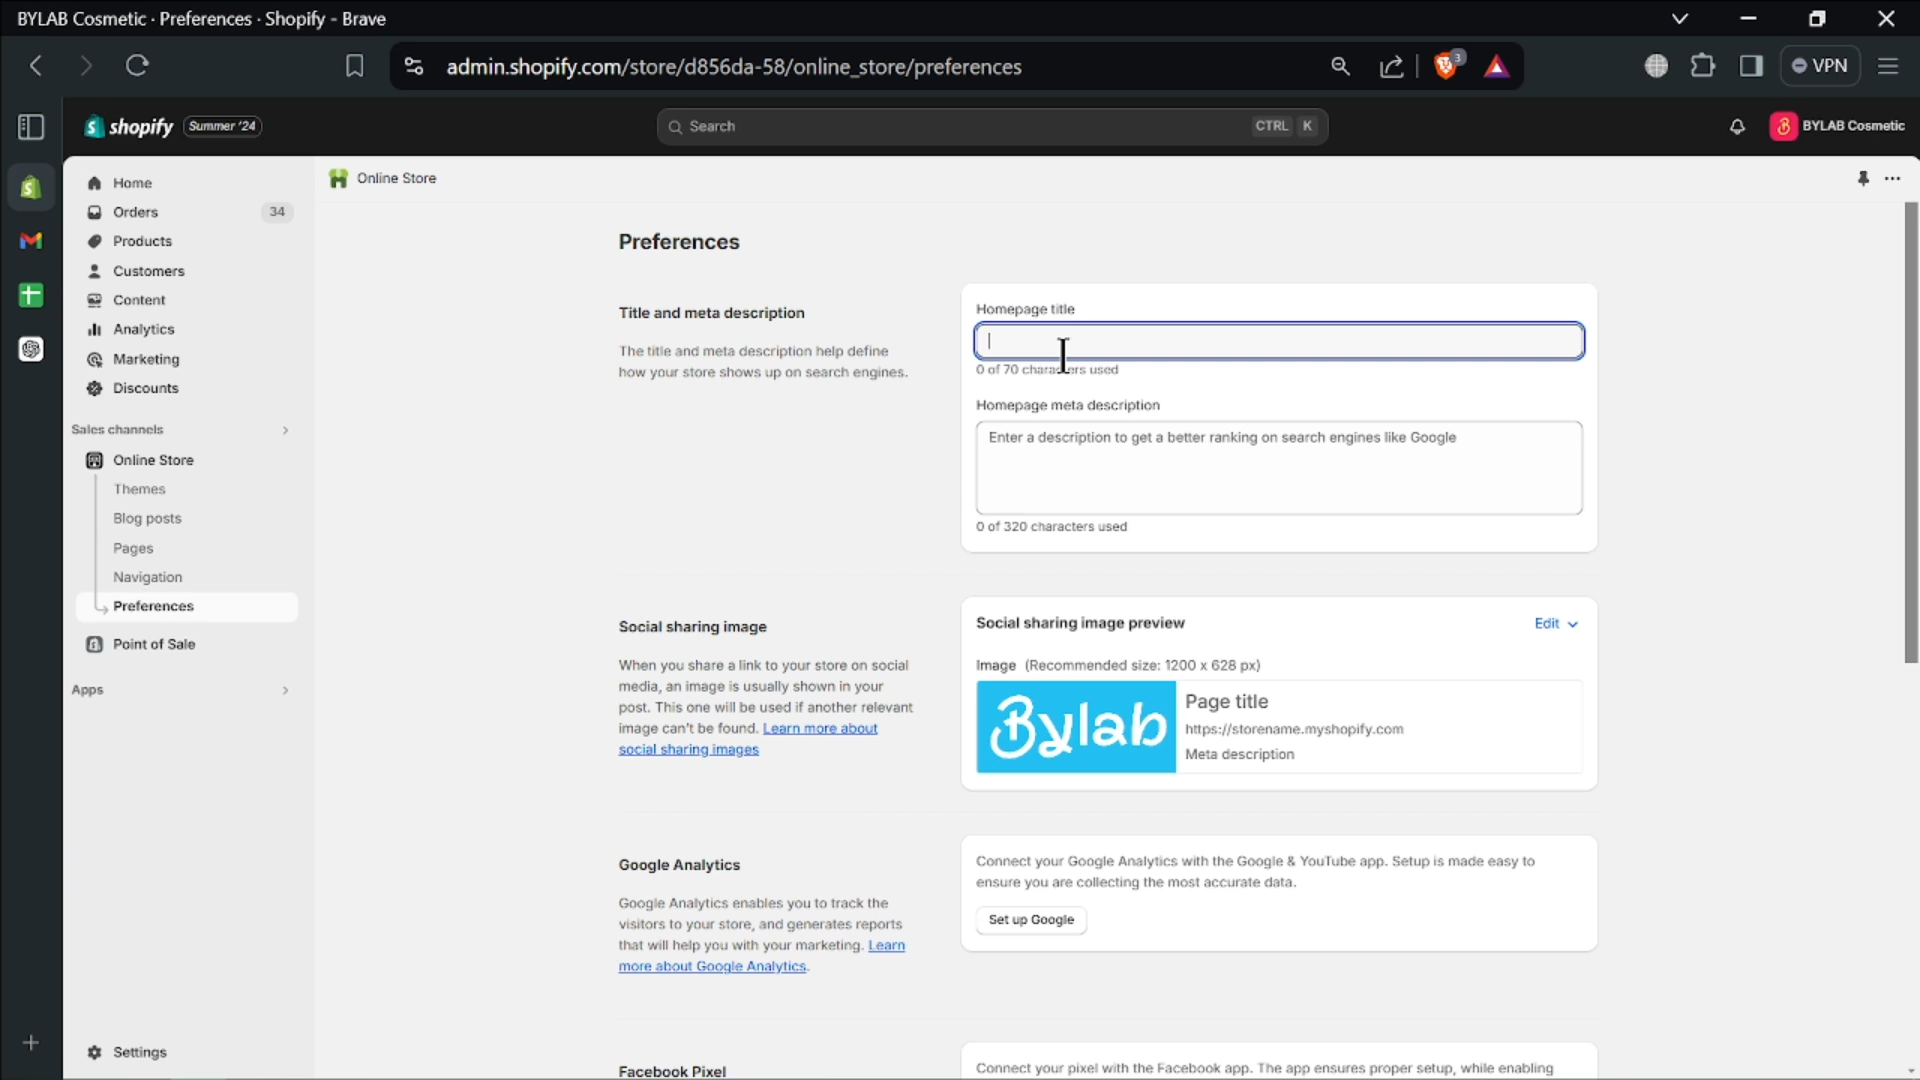 BYLAB Cosmetic · Preferences · Shopify - Brave
admin.shopify.com/store/d856da-58/online_store/preferences
3
VPN
shopify
Summer '24
Search
CTRL K
BYLAB Cosmetic
Home
Orders 34
Products
Customers
Content
Analytics
Marketing
Discounts
Sales channels
Online Store
Themes
Blog posts
Pages
Navigation
Preferences
Point of Sale
Apps
Settings
Online Store
Preferences
Title and meta description
The title and meta description help define
how your store shows up on search engines.
Homepage title
0 of 70 characters used
Homepage meta description
Enter a description to get a better ranking on search engines like Google
0 of 320 characters used
Social sharing image
When you share a link to your store on social
media, an image is usually shown in your
post. This one will be used if another relevant
image can't be found. Learn more about
social sharing images
Social sharing image preview
Edit
Image (Recommended size: 1200 x 628 px)
Bylab
Page title
https://storename.myshopify.com
Meta description
Google Analytics
Google Analytics enables you to track the
visitors to your store, and generates reports
that will help you with your marketing. Learn
more about Google Analytics.
Connect your Google Analytics with the Google & YouTube app. Setup is made easy to
ensure you are collecting the most accurate data.
Set up Google
Facebook Pixel
Connect your pixel with the Facebook app. The app ensures proper setup, while enabling